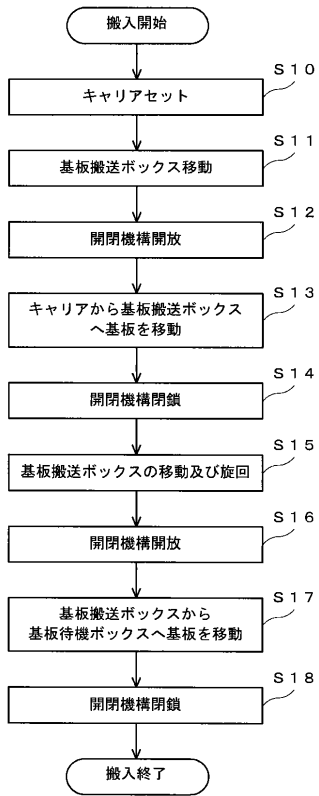 搬入開始
S10
キャリアセット
S11
基板搬送ボックス移動
S12
開閉機構開放
S13
キャリアから基板搬送ボックス
へ基板を移動
S14
開閉機構閉鎖
S15
基板搬送ボックスの移動及び旋回
S16
開閉機構開放
S17
基板搬送ボックスから
基板待機ボックスへ基板を移動
S18
開閉機構閉鎖
搬入終了